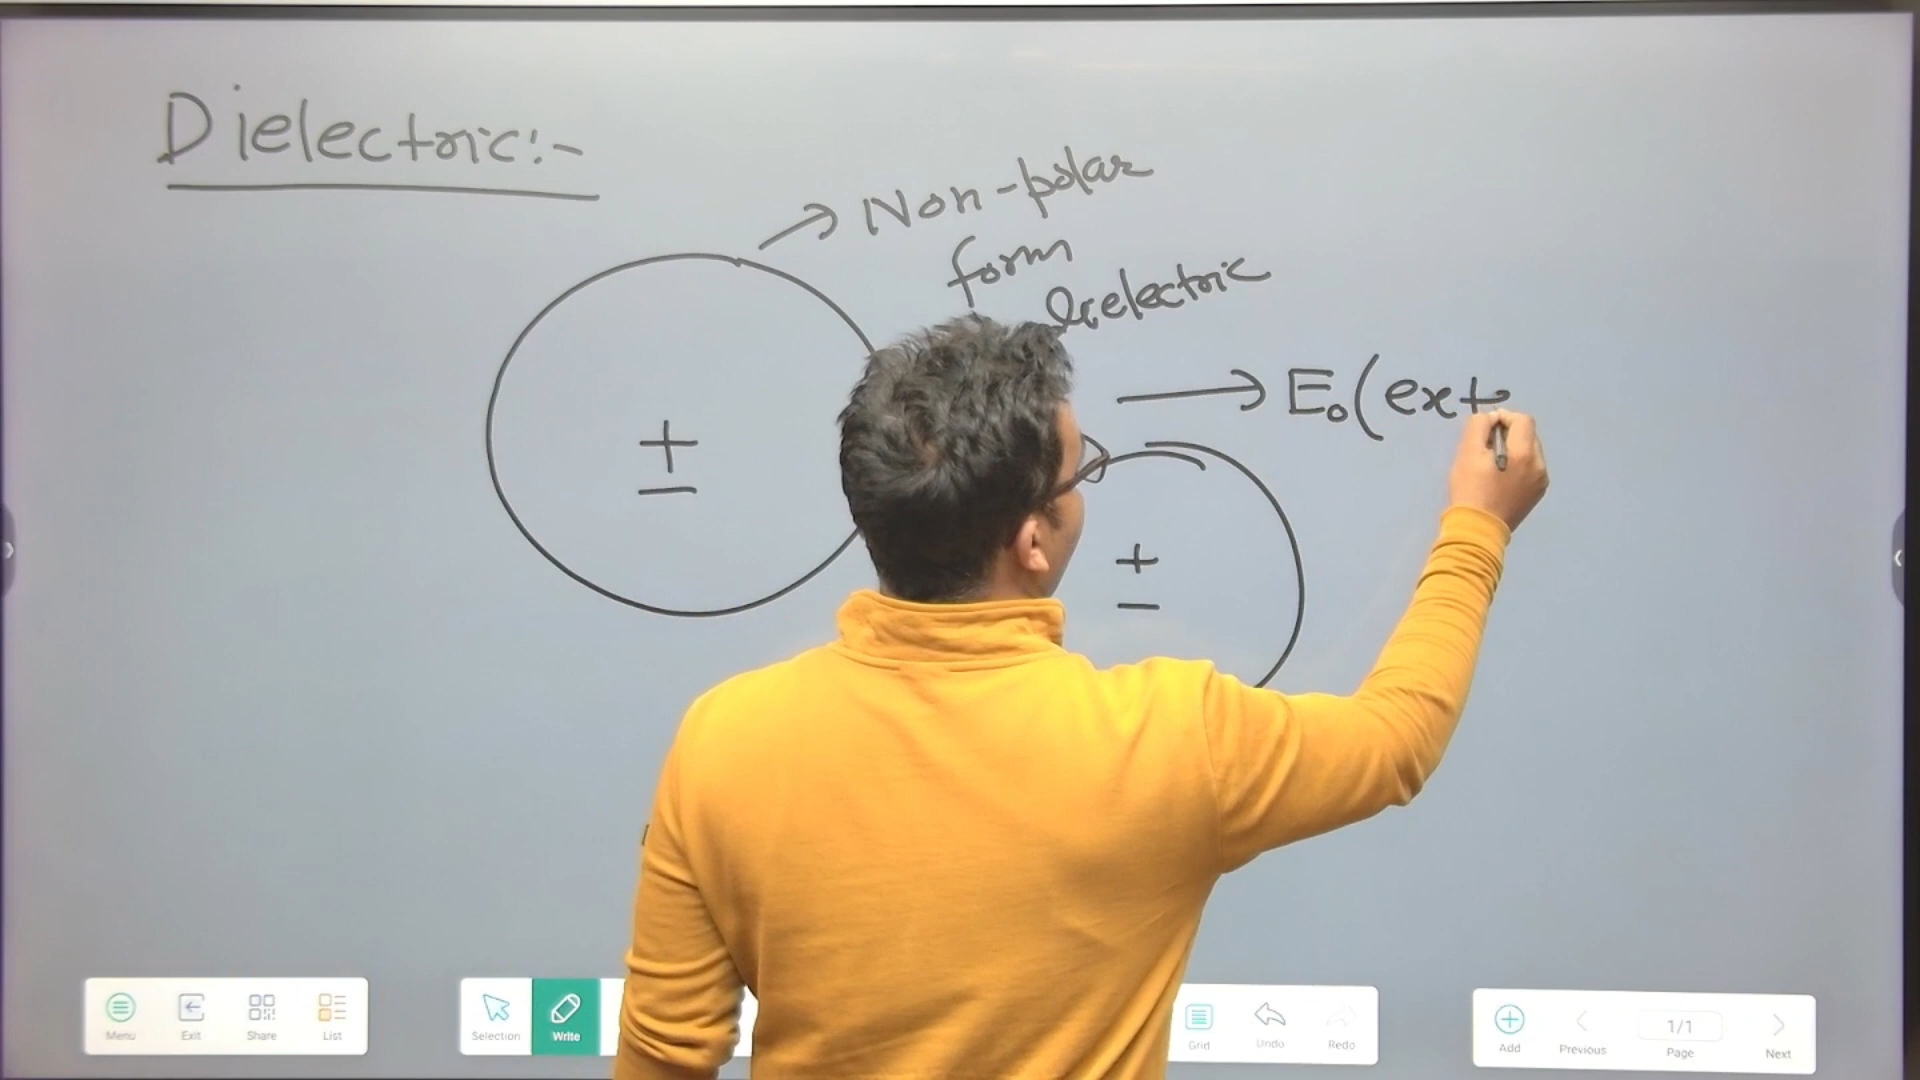 Dielectric:-
→ Non-polar
form
Dielectric
→ E₀(ext
+
−
+
−
Menu
Exit
Share
List
Selection
Write
Grid
Undo
Redo
Add
Previous
1/1
Page
Next